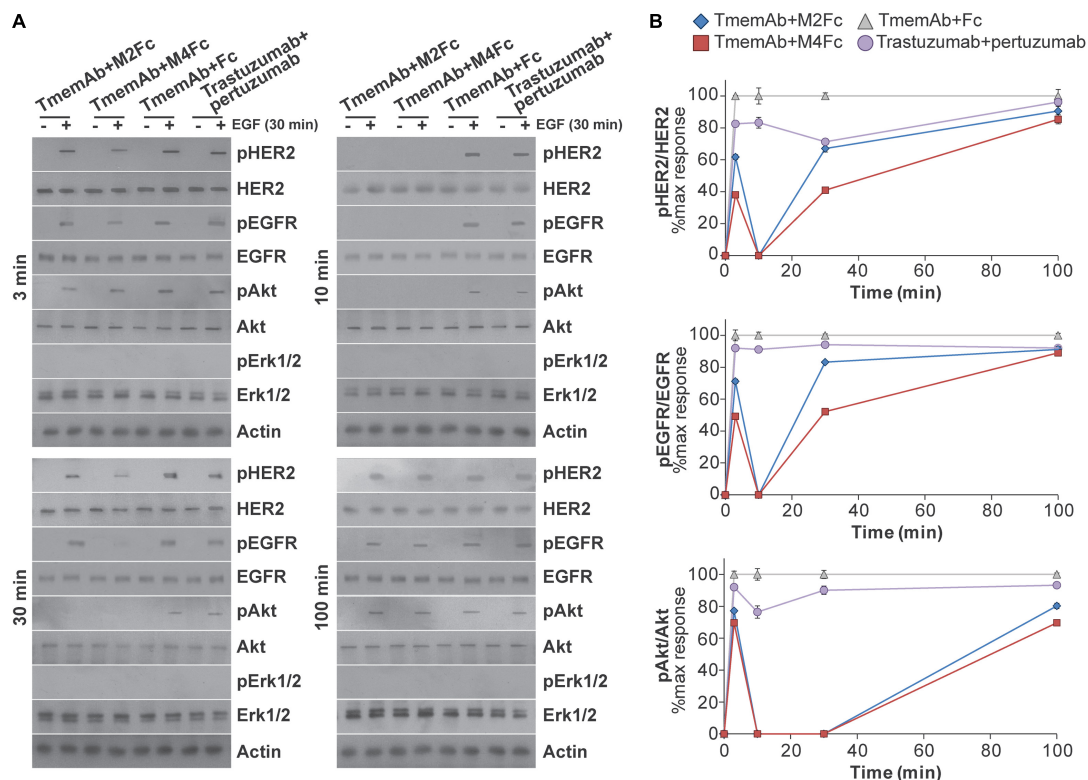 A
TmemAb+M2Fc
TmemAb+M4Fc
TmemAb+Fc
Trastuzumab+
pertuzumab
- + - + - + - + EGF (30 min)
3 min
pHER2
HER2
pEGFR
EGFR
pAkt
Akt
pErk1/2
Erk1/2
Actin
TmemAb+M2Fc
TmemAb+M4Fc
TmemAb+Fc
Trastuzumab+
pertuzumab
- + - + - + - + EGF (30 min)
10 min
pHER2
HER2
pEGFR
EGFR
pAkt
Akt
pErk1/2
Erk1/2
Actin
30 min
pHER2
HER2
pEGFR
EGFR
pAkt
Akt
pErk1/2
Erk1/2
Actin
100 min
pHER2
HER2
pEGFR
EGFR
pAkt
Akt
pErk1/2
Erk1/2
Actin
B
TmemAb+M2Fc
TmemAb+Fc
TmemAb+M4Fc
Trastuzumab+pertuzumab
pHER2/HER2
%max response
100
80
60
40
20
0
0 20 40 60 80 100
Time (min)
pEGFR/EGFR
%max response
100
80
60
40
20
0
0 20 40 60 80 100
Time (min)
pAkt/Akt
%max response
100
80
60
40
20
0
0 20 40 60 80 100
Time (min)